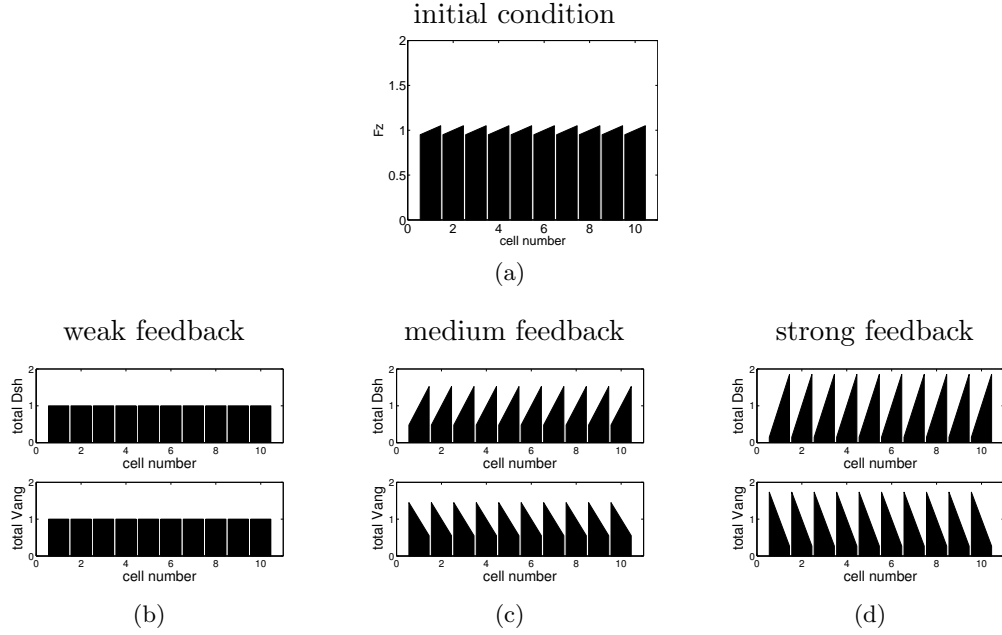 initial condition
2
1.5
1
0.5
0
Fz
0 2 4 6 8 10
cell number
(a)
weak feedback medium feedback strong feedback
2
1
0
total Dsh
0 2 4 6 8 10
cell number
2
1
0
total Vang
0 2 4 6 8 10
cell number
(b)
2
1
0
total Dsh
0 2 4 6 8 10
cell number
2
1
0
total Vang
0 2 4 6 8 10
cell number
(c)
2
1
0
total Dsh
0 2 4 6 8 10
cell number
2
1
0
total Vang
0 2 4 6 8 10
cell number
(d)